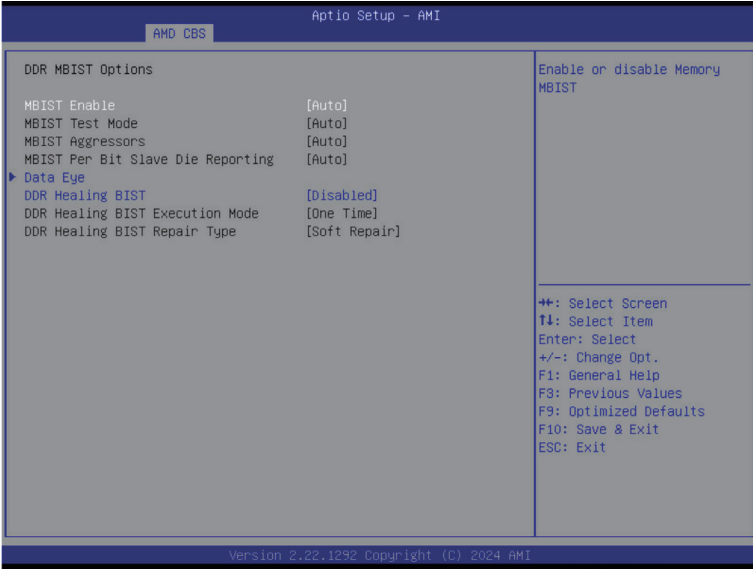 Aptio Setup – AMI
AMD CBS
DDR MBIST Options
MBIST Enable [Auto]
MBIST Test Mode [Auto]
MBIST Aggressors [Auto]
MBIST Per Bit Slave Die Reporting [Auto]
Data Eye
DDR Healing BIST [Disabled]
DDR Healing BIST Execution Mode [One Time]
DDR Healing BIST Repair Type [Soft Repair]
Enable or disable Memory
MBIST
→←: Select Screen
↑↓: Select Item
Enter: Select
+/-: Change Opt.
F1: General Help
F3: Previous Values
F9: Optimized Defaults
F10: Save & Exit
ESC: Exit
Version 2.22.1292 Copyright (C) 2024 AMI